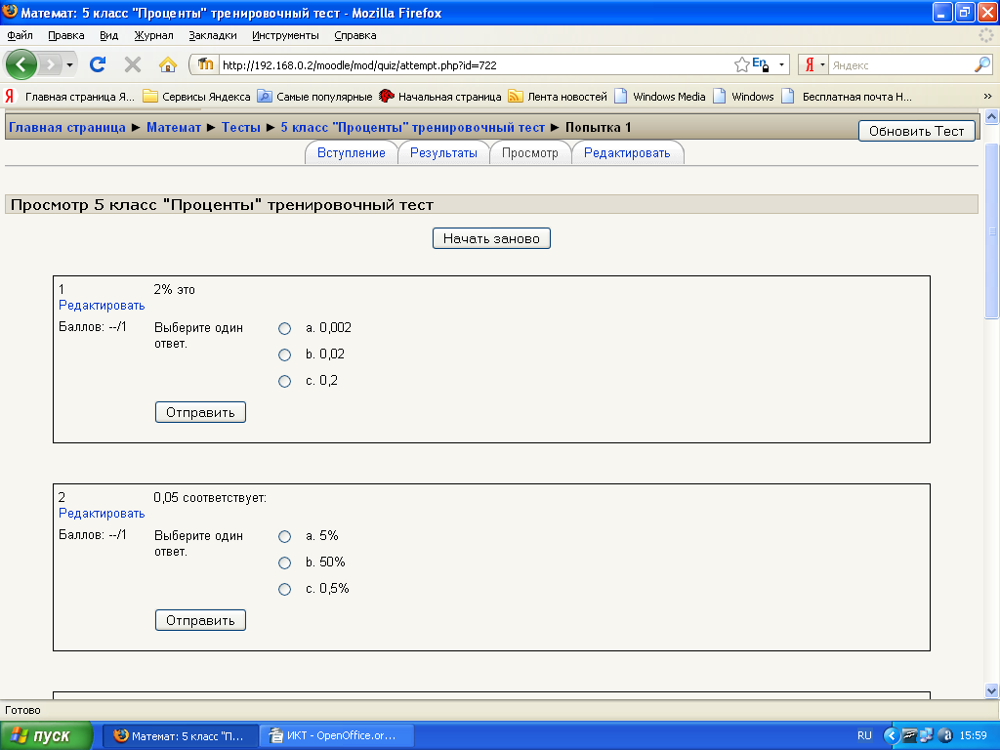 Математ: 5 класс "Проценты" тренировочный тест - Mozilla Firefox
Файл Правка Вид Журнал Закладки Инструменты Справка
http://192.168.0.2/moodle/mod/quiz/attempt.php?id=722 En Я Яндекс
Я Главная страница Я... Сервисы Яндекса Самые популярные Начальная страница Лента новостей Windows Media Windows Бесплатная почта H... »
Главная страница ► Математ ► Тесты ► 5 класс "Проценты" тренировочный тест ► Попытка 1 Обновить Тест
Вступление Результаты Просмотр Редактировать
Просмотр 5 класс "Проценты" тренировочный тест
Начать заново
1 2% это
Редактировать
Баллов: --/1 Выберите один ответ. a. 0,002
b. 0,02
c. 0,2
Отправить
2 0,05 соответствует:
Редактировать
Баллов: --/1 Выберите один ответ. a. 5%
b. 50%
c. 0,5%
Отправить
Готово
пуск Математ: 5 класс "П... ИКТ - OpenOffice.or... RU 15:59